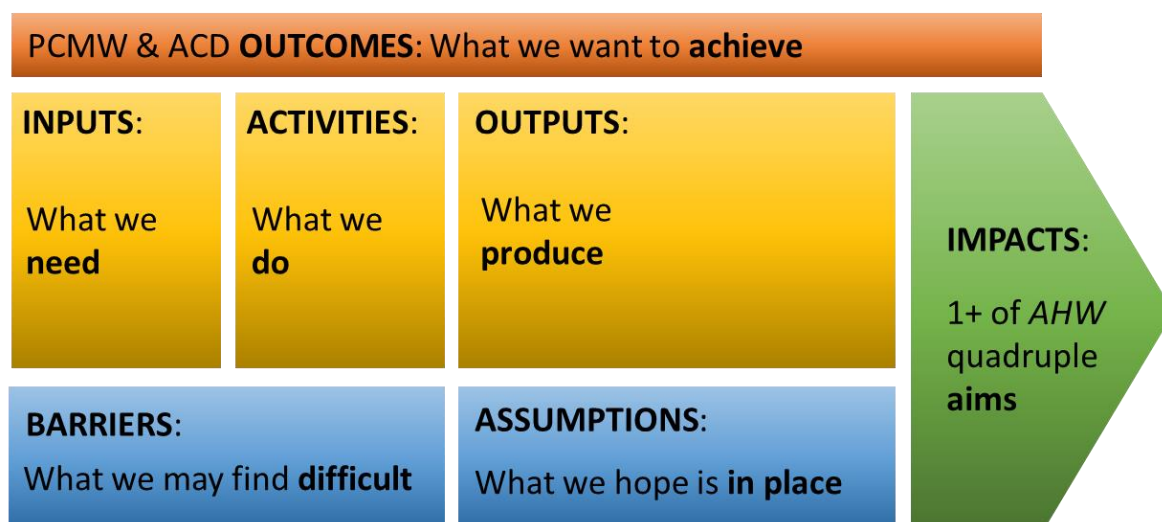 PCMW & ACD OUTCOMES: What we want to achieve
INPUTS:
What we
need
ACTIVITIES:
What we
do
OUTPUTS:
What we
produce
BARRIERS:
What we may find difficult
ASSUMPTIONS:
What we hope is in place
IMPACTS:
1+ of AHW
quadruple
aims